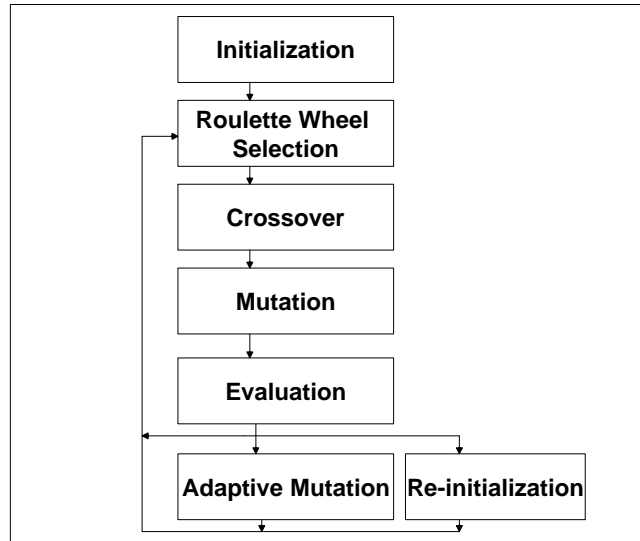 Initialization
Roulette Wheel
Selection
Crossover
Mutation
Evaluation
Adaptive Mutation
Re-initialization